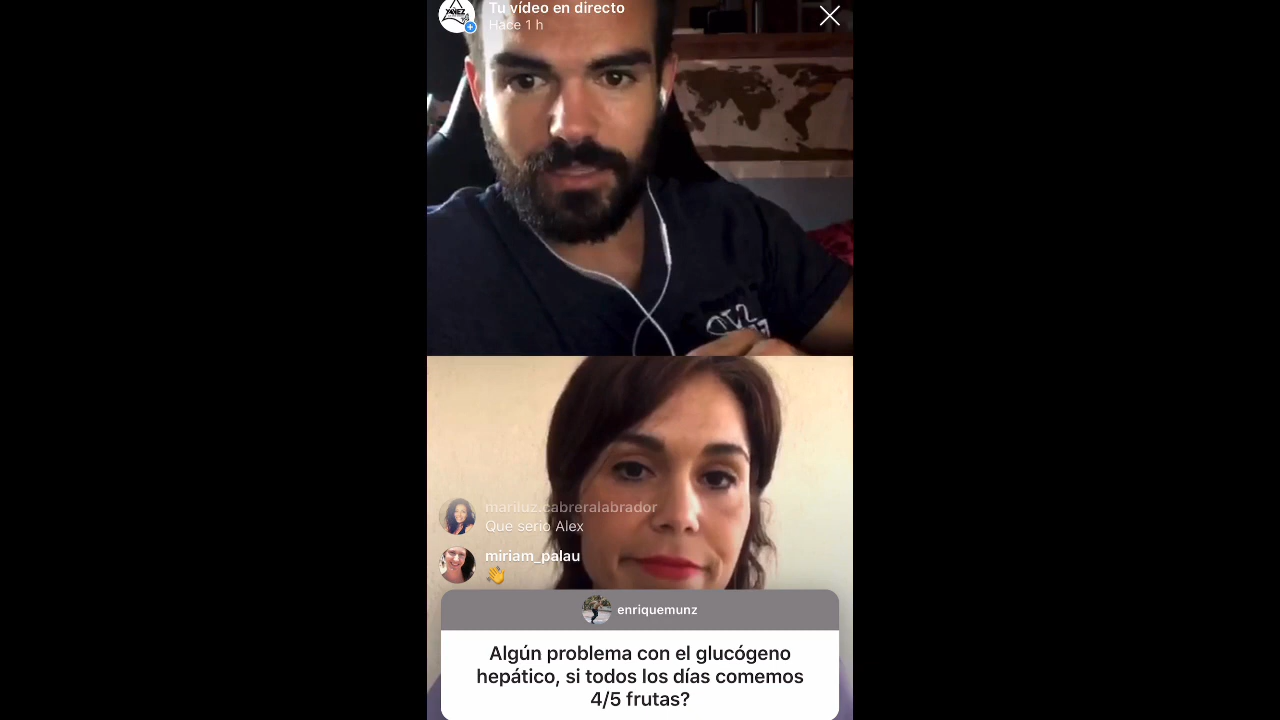 YAÑEZ
Tu vídeo en directo
Hace 1 h
mariluz.cabreralabrador
Que serio Alex
miriam_palau
👋
enriquemunz
Algún problema con el glucógeno
hepático, si todos los días comemos
4/5 frutas?